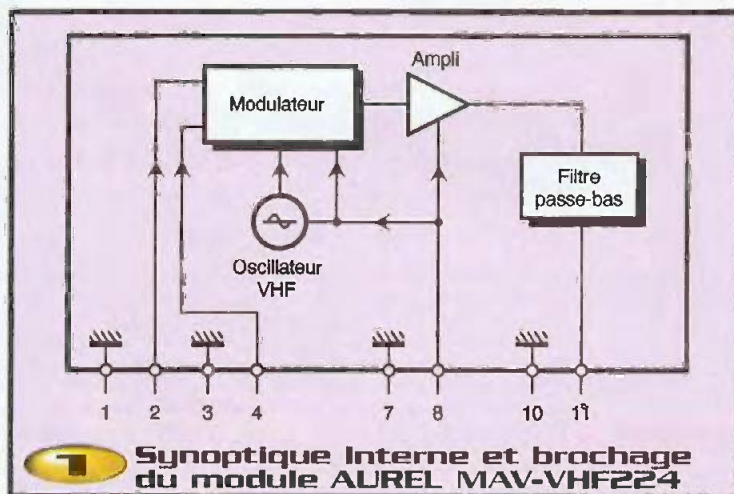 Ampli
Modulateur
Filtre
passe-bas
Oscillateur
VHF
1 2 3 4 7 8 10 11
1 Synoptique Interne et brochage
du module AUREL MAV-VHF224